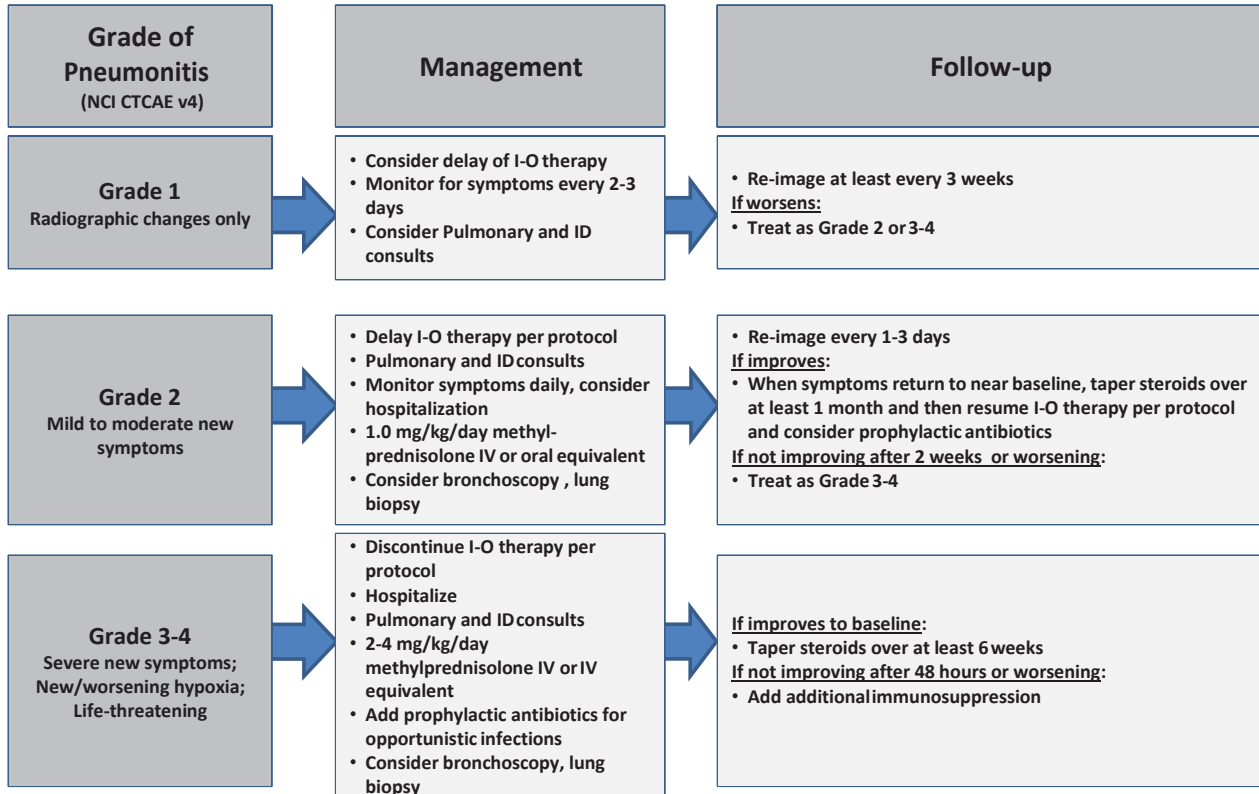 Grade of
Pneumonitis
(NCI CTCAE v4)
Management
Follow-up
Grade 1
Radiographic changes only
• Consider delay of I-O therapy
• Monitor for symptoms every 2-3
days
• Consider Pulmonary and ID
consults
• Re-image at least every 3 weeks
If worsens:
• Treat as Grade 2 or 3-4
Grade 2
Mild to moderate new
symptoms
• Delay I-O therapy per protocol
• Pulmonary and ID consults
• Monitor symptoms daily, consider
hospitalization
• 1.0 mg/kg/day methyl-
prednisolone IV or oral equivalent
• Consider bronchoscopy , lung
biopsy
• Re-image every 1-3 days
If improves:
• When symptoms return to near baseline, taper steroids over
at least 1 month and then resume I-O therapy per protocol
and consider prophylactic antibiotics
If not improving after 2 weeks or worsening:
• Treat as Grade 3-4
Grade 3-4
Severe new symptoms;
New/worsening hypoxia;
Life-threatening
• Discontinue I-O therapy per
protocol
• Hospitalize
• Pulmonary and ID consults
• 2-4 mg/kg/day
methylprednisolone IV or IV
equivalent
• Add prophylactic antibiotics for
opportunistic infections
• Consider bronchoscopy, lung
biopsy
If improves to baseline:
• Taper steroids over at least 6 weeks
If not improving after 48 hours or worsening:
• Add additional immunosuppression